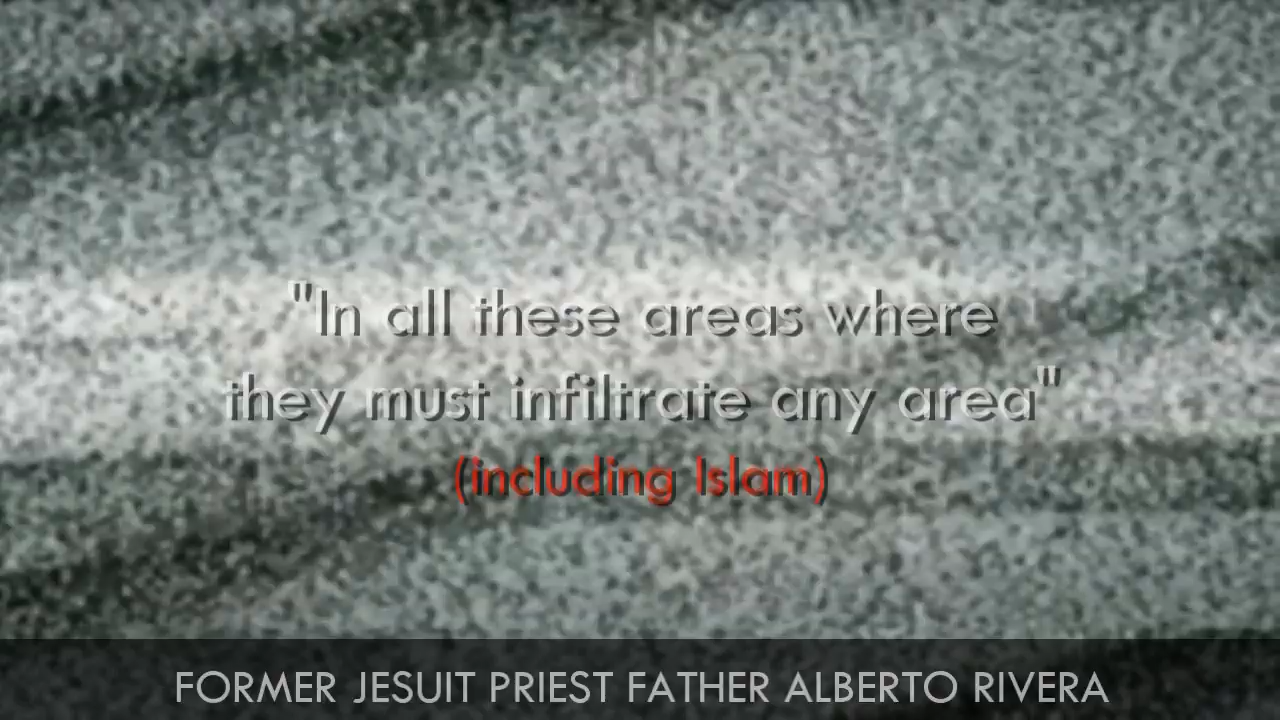 "In all these areas where
they must infiltrate any area"
(including Islam)
FORMER JESUIT PRIEST FATHER ALBERTO RIVERA